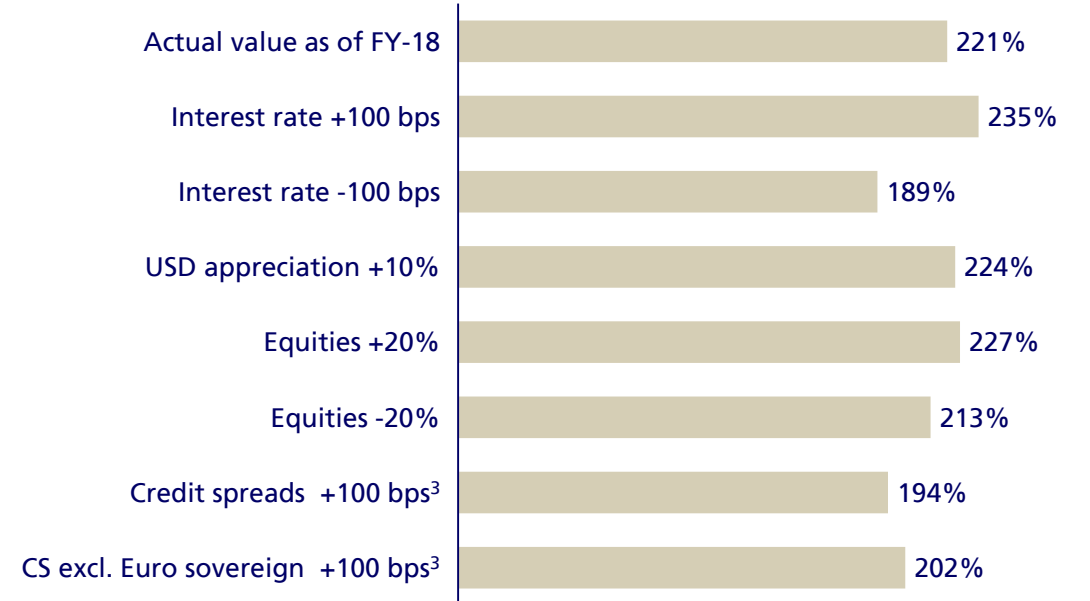 Actual value as of FY-18 221%
Interest rate +100 bps 235%
Interest rate -100 bps 189%
USD appreciation +10% 224%
Equities +20% 227%
Equities -20% 213%
Credit spreads  +100 bps³ 194%
CS excl. Euro sovereign  +100 bps³ 202%